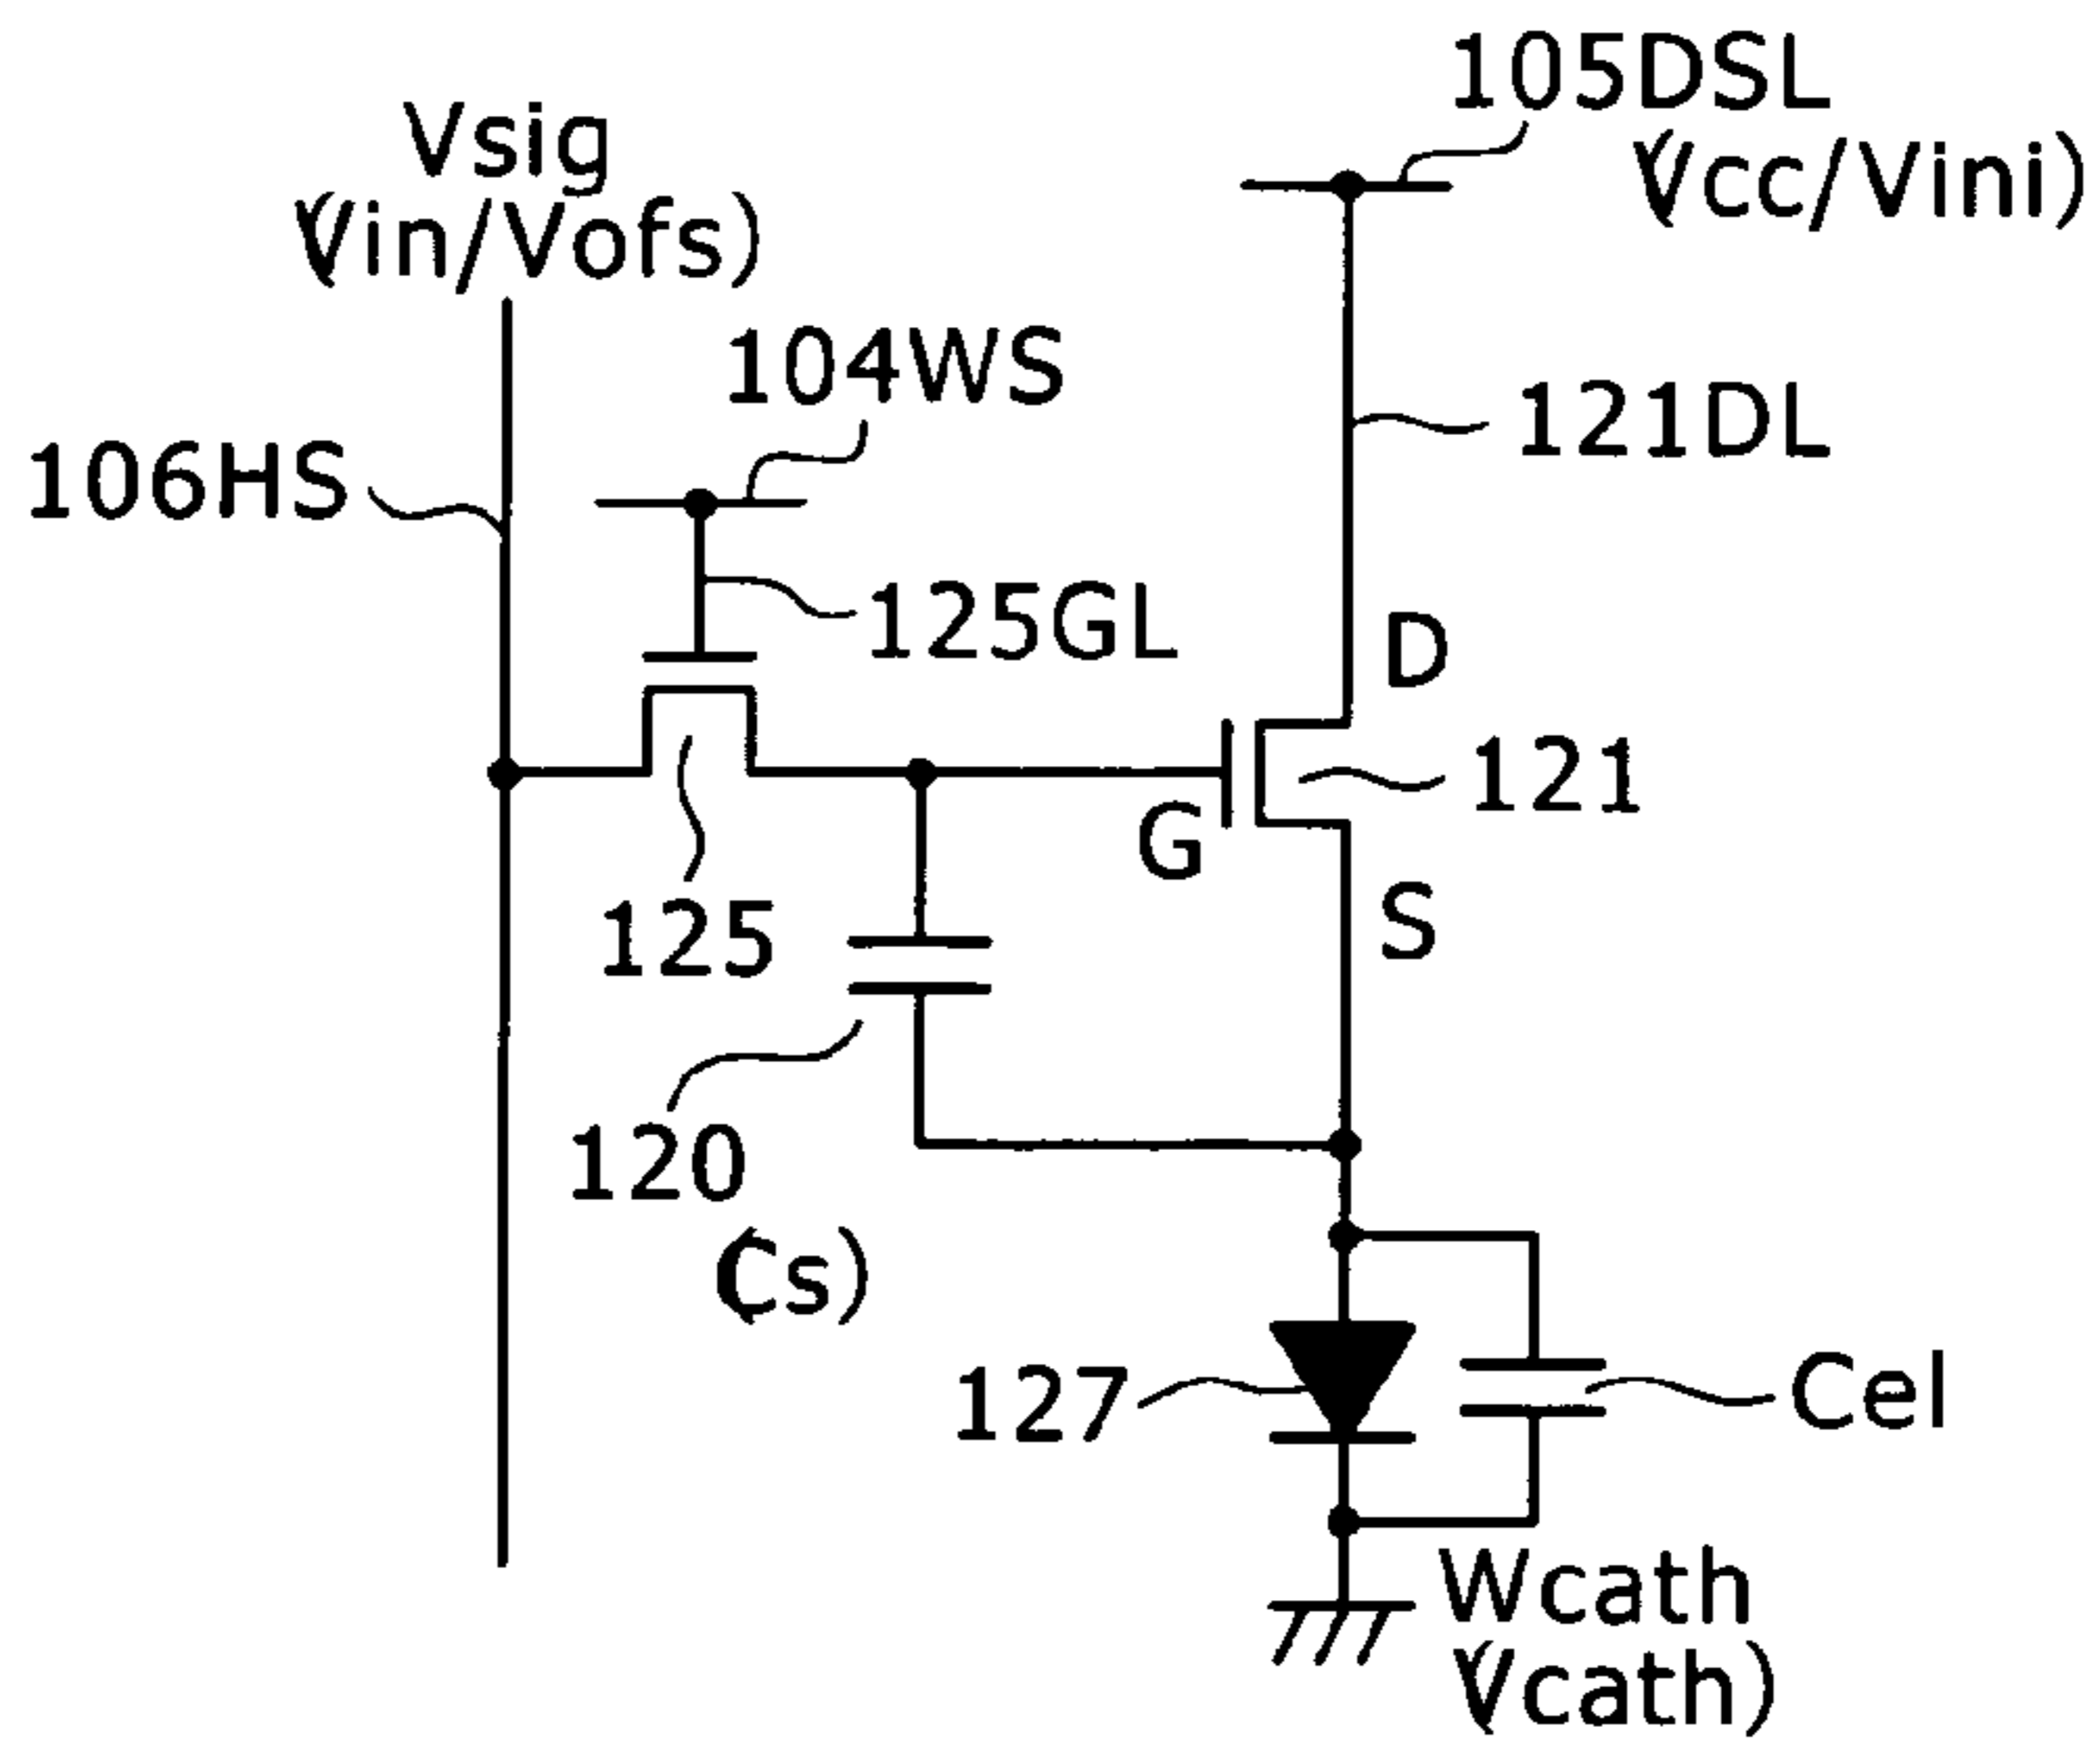 105DSL
(Vcc/Vini)
Vsig
(Vin/Vofs)
104WS
121DL
106HS
125GL
D
121
G
S
125
120
(Cs)
127
Cel
Wcath
(Vcath)